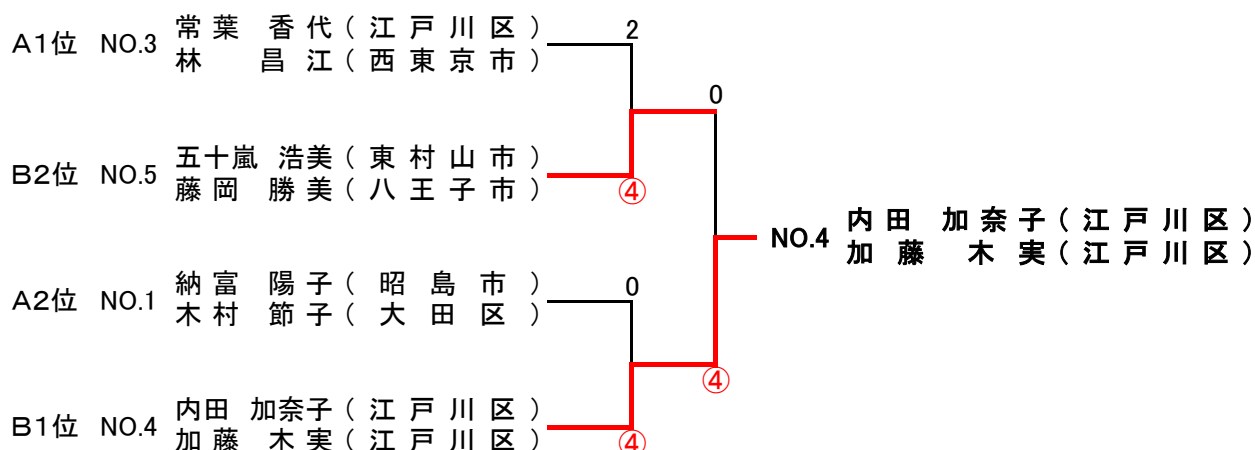 A1位 NO.3 常葉 香代(江戸川区) 2
林 昌江(西東京市)
0
B2位 NO.5 五十嵐 浩美(東村山市)
藤岡 勝美(八王子市) ④
NO.4 内田 加奈子(江戸川区)
加藤 木実(江戸川区)
A2位 NO.1 納富 陽子(昭島市) 0
木村 節子(大田区)
④
B1位 NO.4 内田 加奈子(江戸川区)
加藤 木実(江戸川区) ④